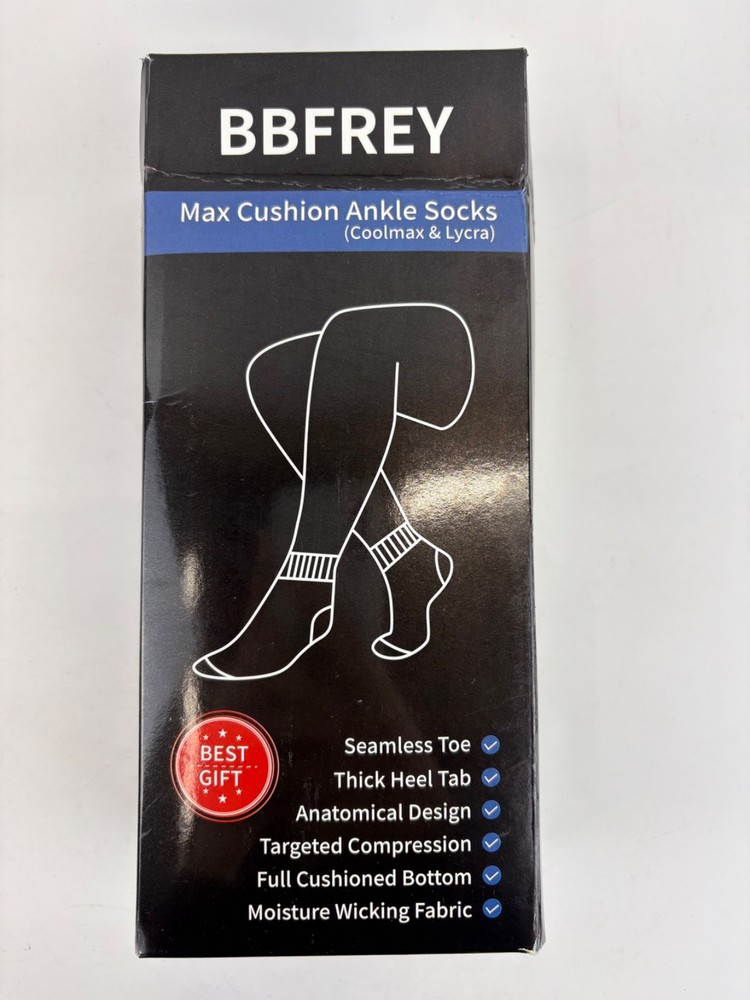 BBFREY
Max Cushion Ankle Socks
(Coolmax & Lycra)
BEST
GIFT
Seamless Toe
Thick Heel Tab
Anatomical Design
Targeted Compression
Full Cushioned Bottom
Moisture Wicking Fabric